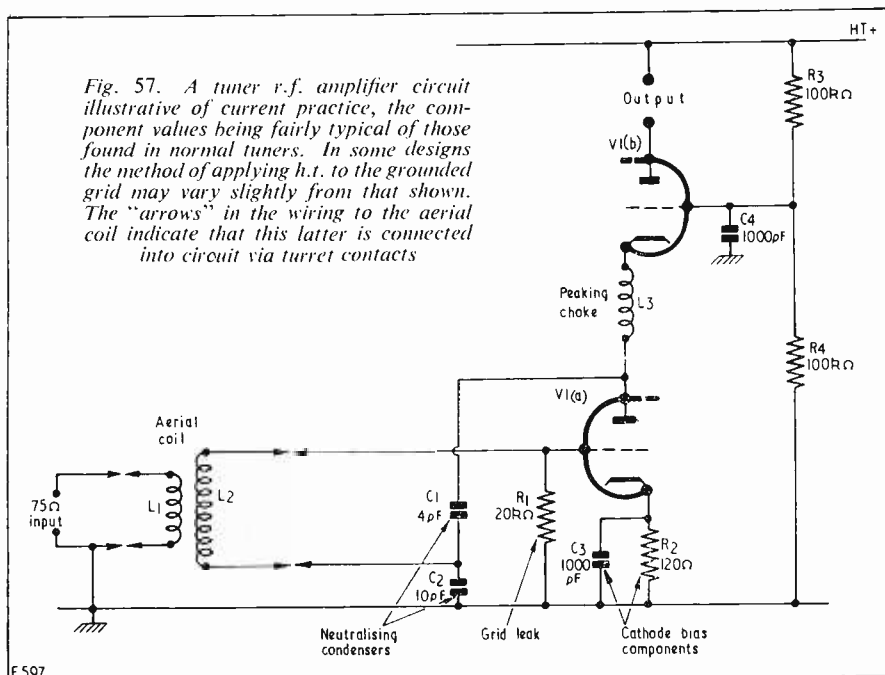 HT+
Fig. 57. A tuner r.f. amplifier circuit
illustrative of current practice, the com-
ponent values being fairly typical of those
found in normal tuners. In some designs
the method of applying h.t. to the grounded
grid may vary slightly from that shown.
The "arrows" in the wiring to the aerial
coil indicate that this latter is connected
into circuit via turret contacts
Output
R3
100kΩ
V1(b)
C4
1000pF
Peaking
choke
L3
R4
100kΩ
V1(a)
Aerial
coil
75Ω
input
L1
L2
C1
4pF
R1
20kΩ
C2
10pF
C3
1000
pF
R2
120Ω
Neutralising
condensers
Grid leak
Cathode bias
components
F597